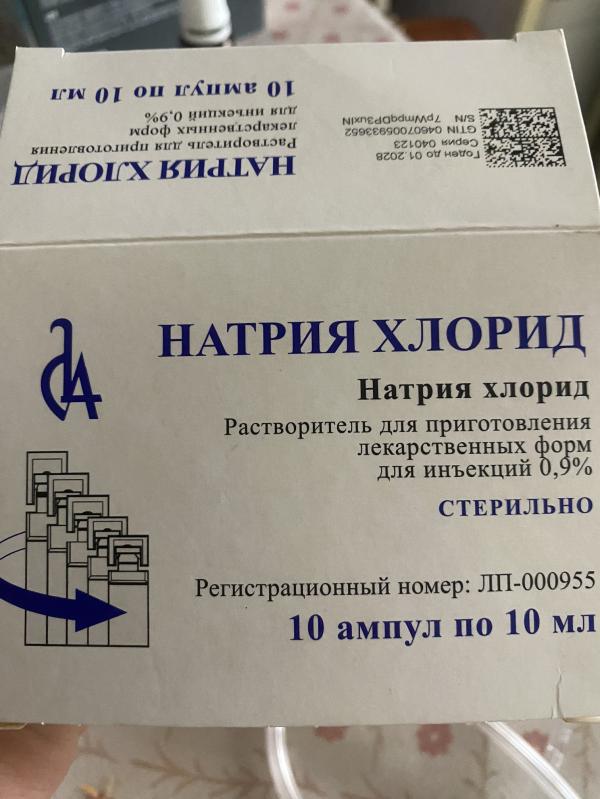 НАТРИЯ ХЛОРИД
Растворитель для приготовления
лекарственных форм
для инъекций 0,9%
10 ампул по 10 мл
Годен до 01.2028
Серия 040123
GTIN 04607005933652
S/N 7pWmpqDP3uxIN
НАТРИЯ ХЛОРИД
Натрия хлорид
Растворитель для приготовления
лекарственных форм
для инъекций 0,9%
СТЕРИЛЬНО
Регистрационный номер: ЛП-000955
10 ампул по 10 мл